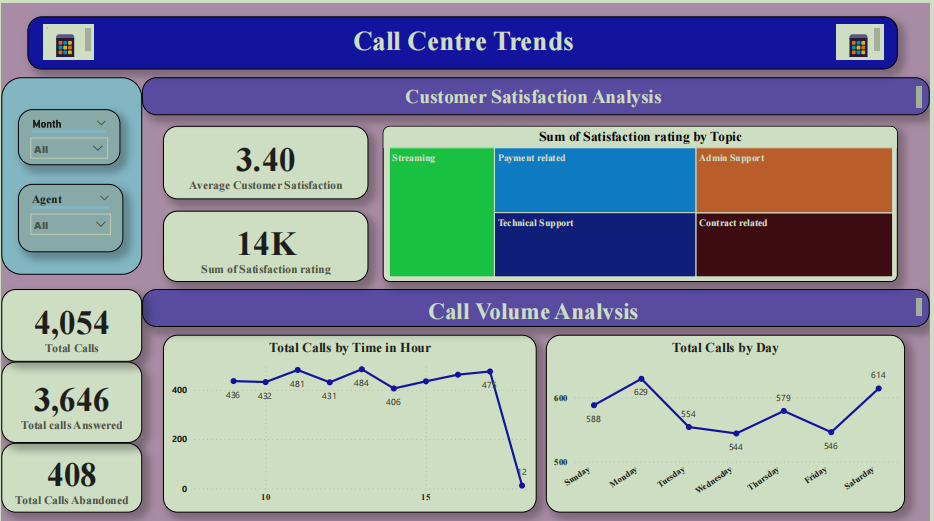 Call Centre Trends
Customer Satisfaction Analysis
Month
All
Agent
All
3.40
Average Customer Satisfaction
14K
Sum of Satisfaction rating
Sum of Satisfaction rating by Topic
Streaming
Payment related
Admin Support
Technical Support
Contract related
4,054
Total Calls
3,646
Total calls Answered
408
Total Calls Abandoned
Call Volume Analysis
Total Calls by Time in Hour
400
200
0
436
432
481
431
484
406
10
15
Total Calls by Day
600
500
588
629
554
544
579
546
614
Sunday
Monday
Tuesday
Wednesday
Thursday
Friday
Saturday